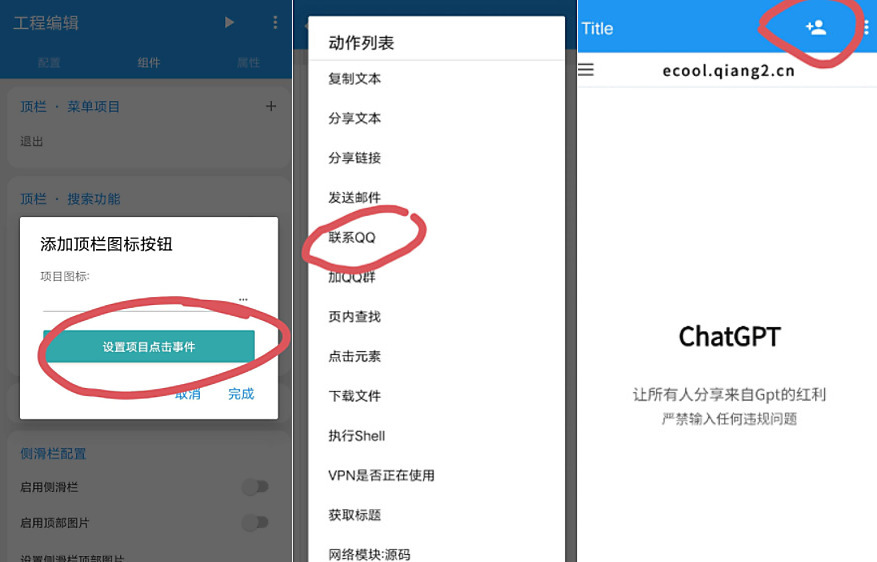 工程编辑
配置 组件 属性
顶栏 · 菜单项目
退出
顶栏 · 搜索功能
添加顶栏图标按钮
项目图标:
...
设置项目点击事件
取消 完成
侧滑栏配置
启用侧滑栏
启用顶部图片
设置侧滑栏顶部图片
动作列表
复制文本
分享文本
分享链接
发送邮件
联系QQ
加QQ群
页内查找
点击元素
下载文件
执行Shell
VPN是否正在使用
获取标题
网络模块:源码
Title
ecool.qiang2.cn
ChatGPT
让所有人分享来自Gpt的红利
严禁输入任何违规问题